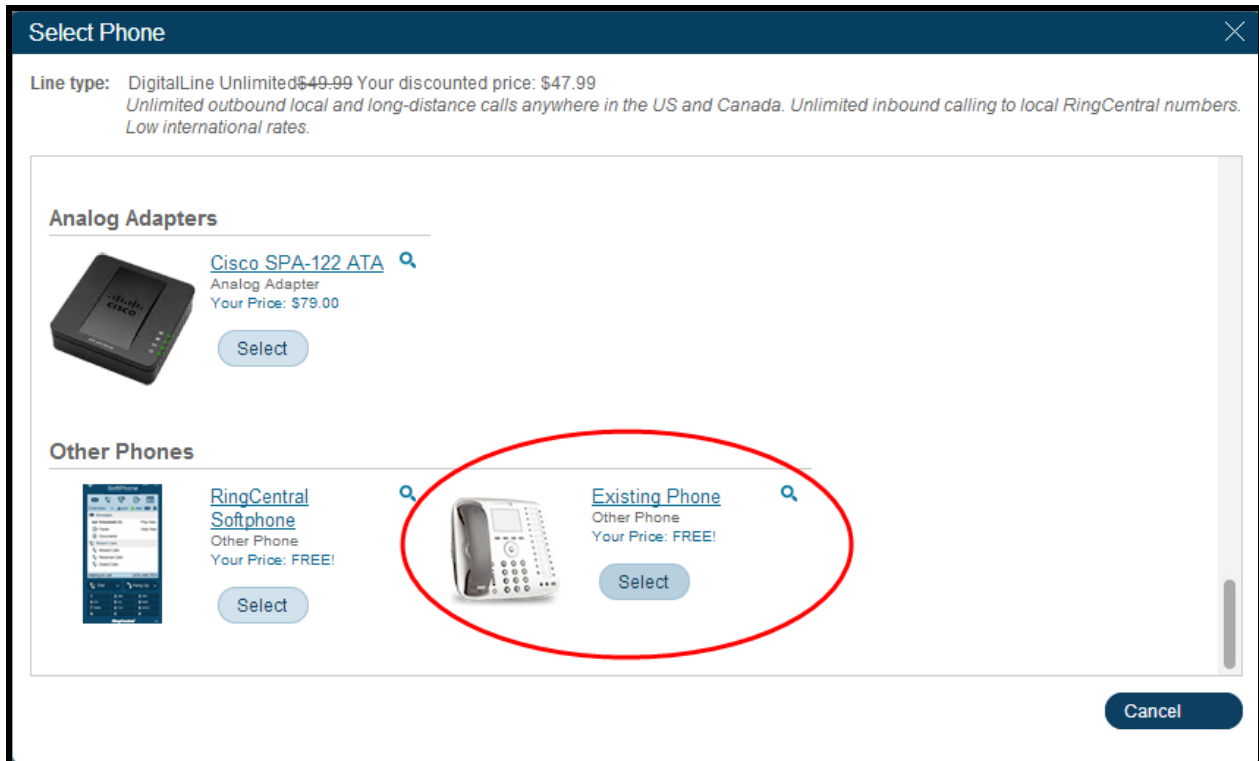 Select Phone
Line type: DigitalLine Unlimited$49.99 Your discounted price: $47.99
Unlimited outbound local and long-distance calls anywhere in the US and Canada. Unlimited inbound calling to local RingCentral numbers.
Low international rates.
Analog Adapters
Cisco SPA-122 ATA
Analog Adapter
Your Price: $79.00
CISCO
Select
Other Phones
SoftPhone
RingCentral
Softphone
Other Phone
Your Price: FREE!
Select
Existing Phone
Other Phone
Your Price: FREE!
Select
Cancel